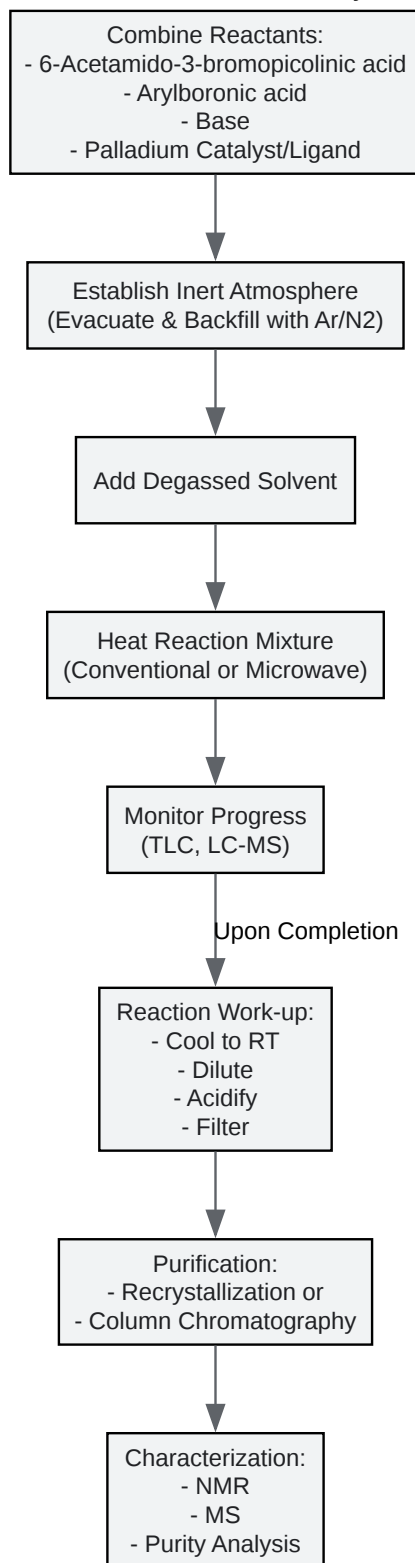 Combine Reactants:
- 6-Acetamido-3-bromopicolinic acid
- Arylboronic acid
- Base
- Palladium Catalyst/Ligand
Establish Inert Atmosphere
(Evacuate & Backfill with Ar/N2)
Add Degassed Solvent
Heat Reaction Mixture
(Conventional or Microwave)
Monitor Progress
(TLC, LC-MS)
Upon Completion
Reaction Work-up:
- Cool to RT
- Dilute
- Acidify
- Filter
Purification:
- Recrystallization or
- Column Chromatography
Characterization:
- NMR
- MS
- Purity Analysis